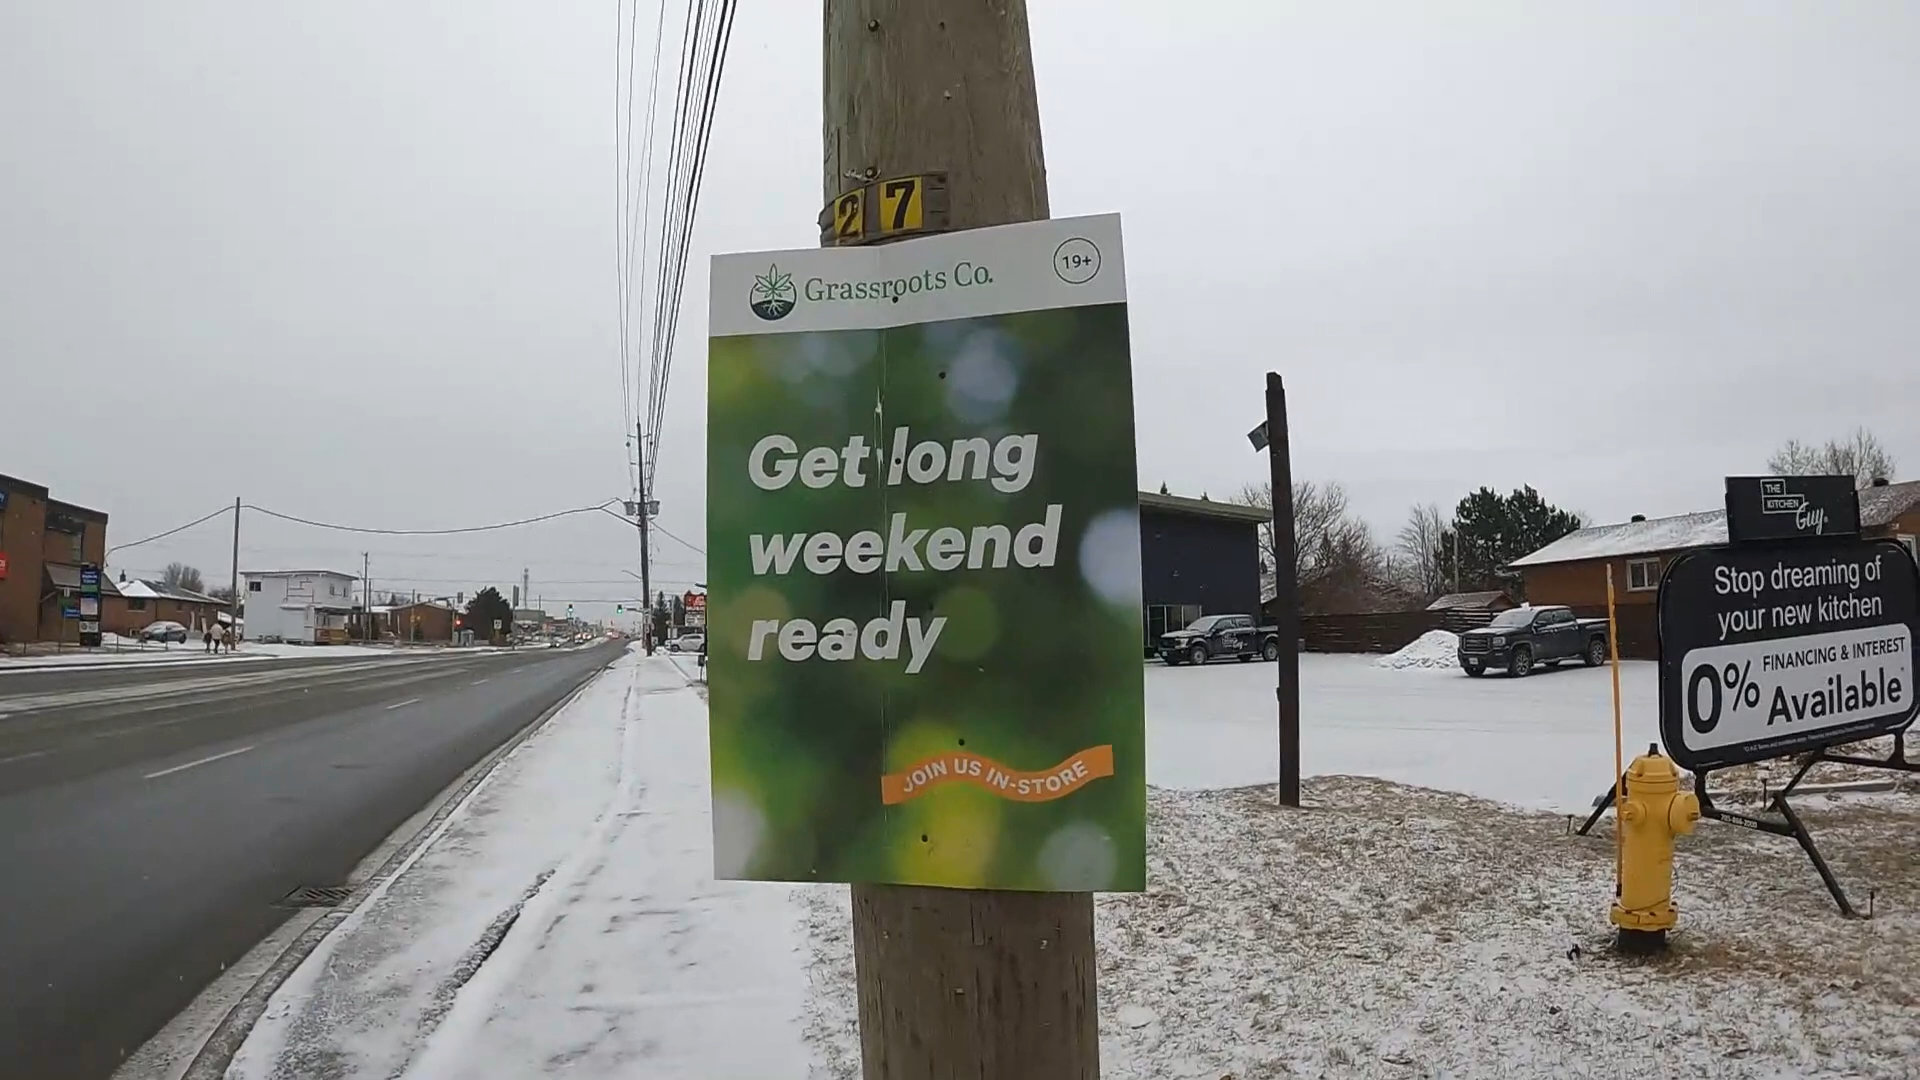 2 7
Grassroots Co.
19+
Get long
weekend
ready
JOIN US IN-STORE
THE
KITCHEN
Guy
Stop dreaming of
your new kitchen
0% FINANCING & INTEREST
Available